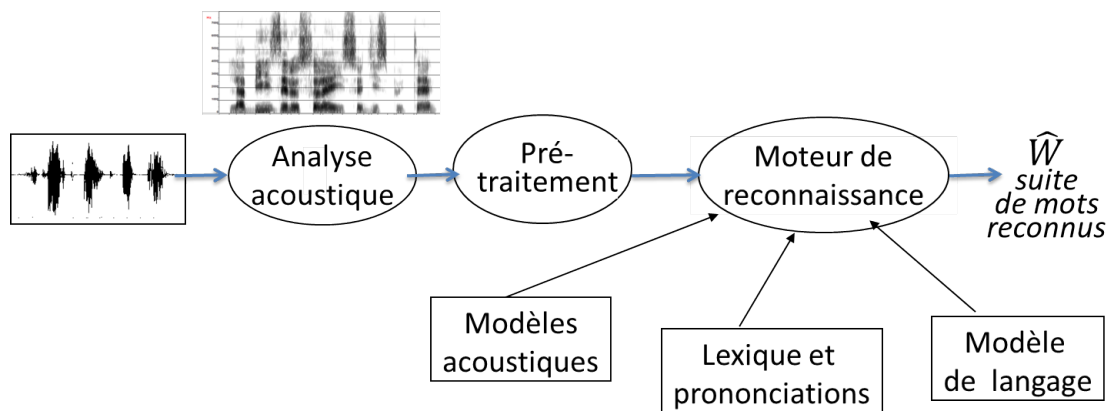 Analyse
acoustique
Pré-
traitement
Moteur de
reconnaissance
Ŵ
suite
de mots
reconnus
Modèles
acoustiques
Lexique et
prononciations
Modèle
de langage